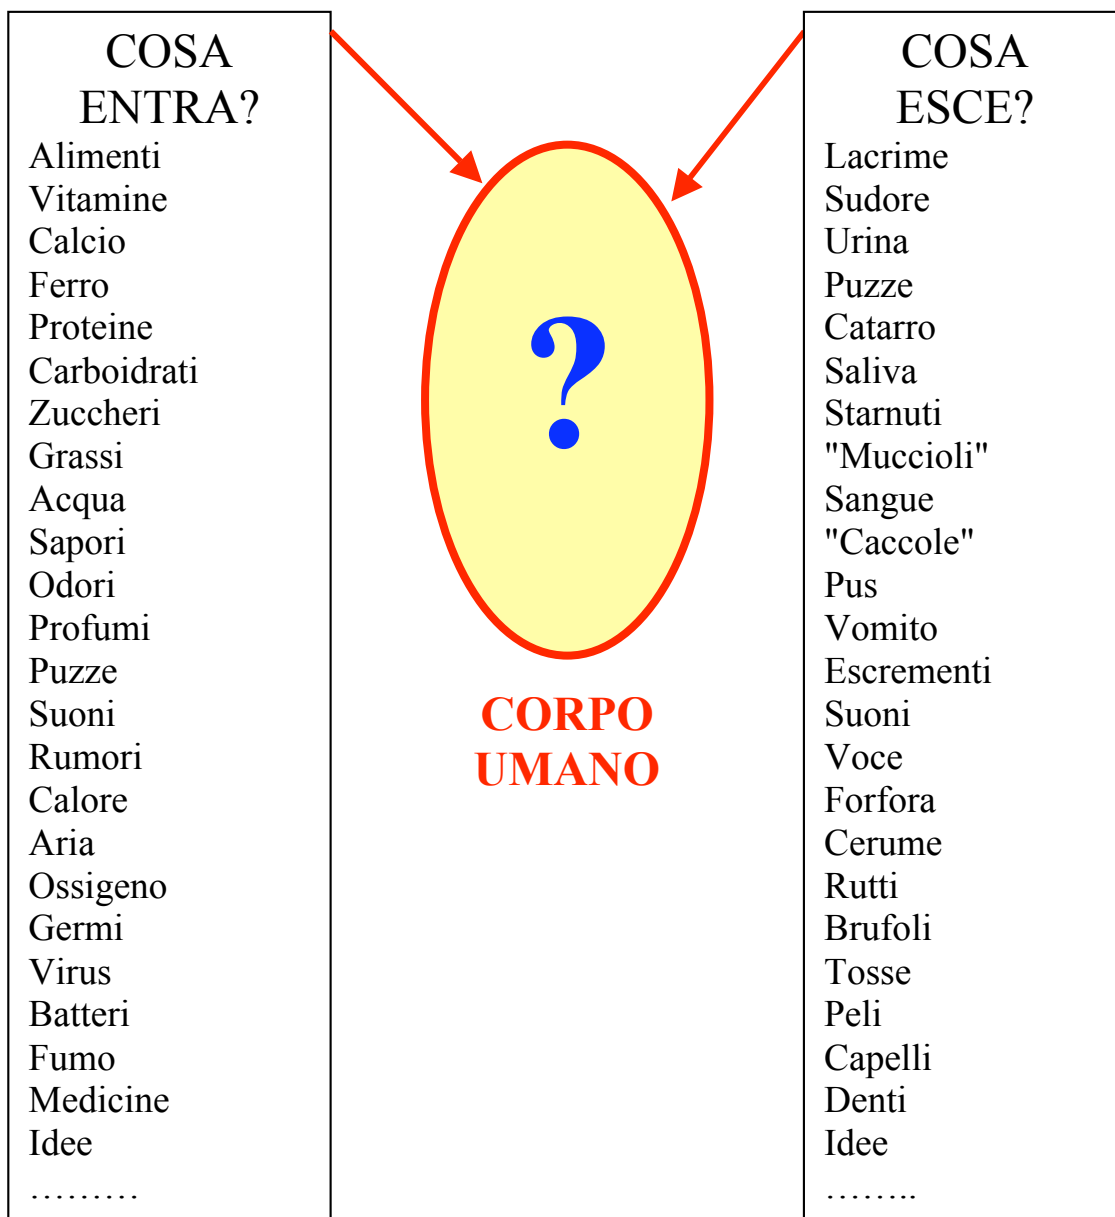 COSA
ENTRA?
Alimenti
Vitamine
Calcio
Ferro
Proteine
Carboidrati
Zuccheri
Grassi
Acqua
Sapori
Odori
Profumi
Puzze
Suoni
Rumori
Calore
Aria
Ossigeno
Germi
Virus
Batteri
Fumo
Medicine
Idee
………
?
CORPO
UMANO
COSA
ESCE?
Lacrime
Sudore
Urina
Puzze
Catarro
Saliva
Starnuti
"Muccioli"
Sangue
"Caccole"
Pus
Vomito
Escrementi
Suoni
Voce
Forfora
Cerume
Rutti
Brufoli
Tosse
Peli
Capelli
Denti
Idee
……..